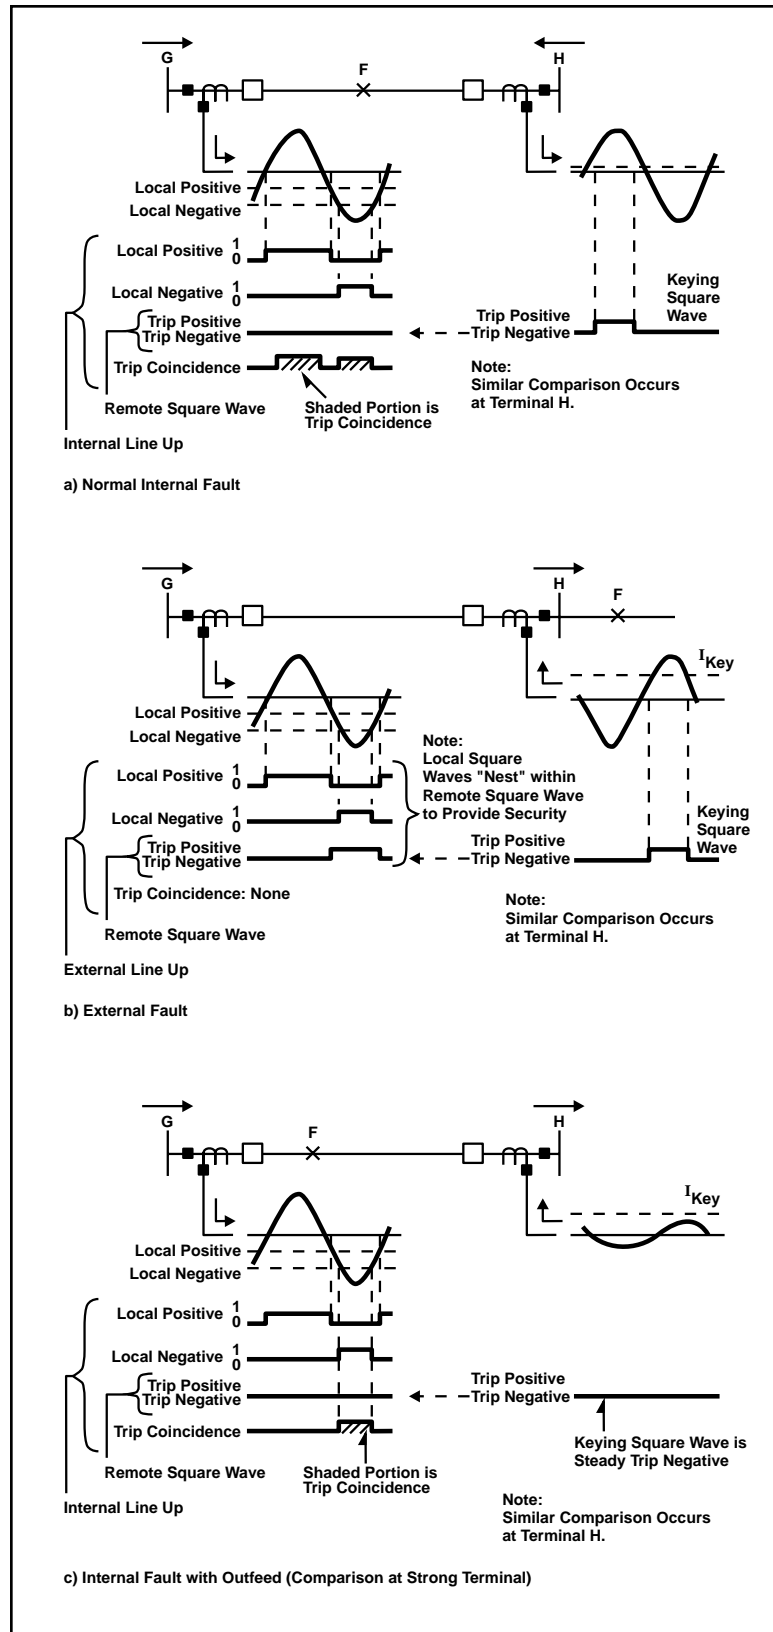 G
F
H
Local Positive
Local Negative
Local Positive 1
0
Local Negative 1
0
Trip Positive
Trip Negative
Trip Coincidence
Remote Square Wave
Shaded Portion is
Trip Coincidence
Internal Line Up
Trip Positive
Trip Negative
Keying
Square
Wave
Note:
Similar Comparison Occurs
at Terminal H.
a) Normal Internal Fault
G
H
F
IKey
Local Positive
Local Negative
Local Positive 1
0
Local Negative 1
0
Trip Positive
Trip Negative
Trip Coincidence: None
Remote Square Wave
External Line Up
Note:
Local Square
Waves "Nest" within
Remote Square Wave
to Provide Security
Trip Positive
Trip Negative
Keying
Square
Wave
Note:
Similar Comparison Occurs
at Terminal H.
b) External Fault
G
F
H
IKey
Local Positive
Local Negative
Local Positive 1
0
Local Negative 1
0
Trip Positive
Trip Negative
Trip Coincidence
Remote Square Wave
Shaded Portion is
Trip Coincidence
Internal Line Up
Trip Positive
Trip Negative
Keying Square Wave is
Steady Trip Negative
Note:
Similar Comparison Occurs
at Terminal H.
c) Internal Fault with Outfeed (Comparison at Strong Terminal)